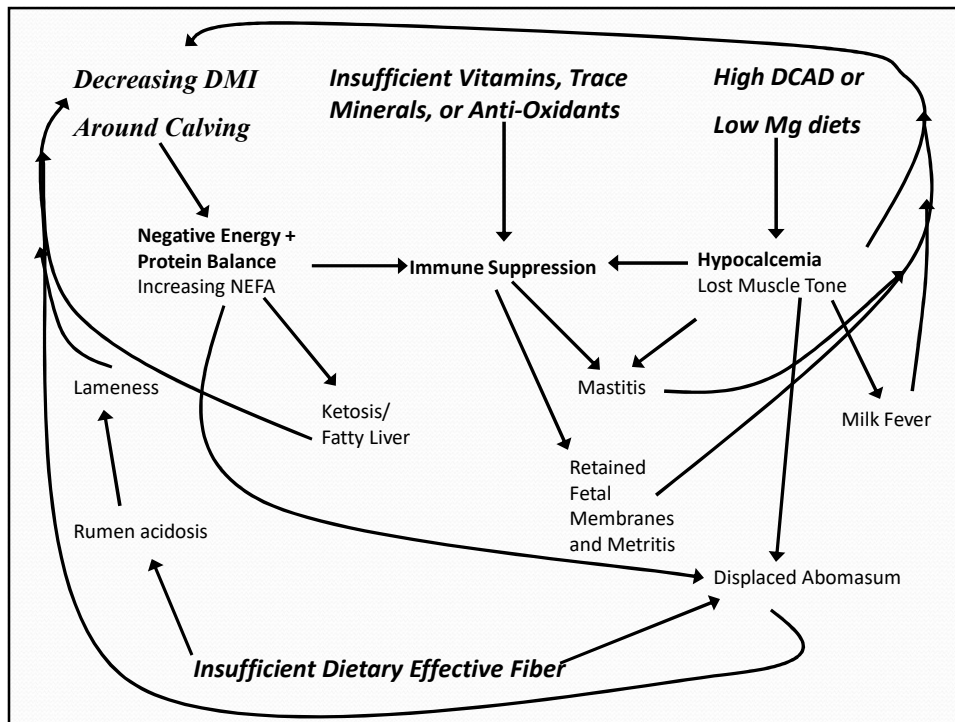 Decreasing DMI
Around Calving
Insufficient Vitamins, Trace
Minerals, or Anti-Oxidants
High DCAD or
Low Mg diets
Negative Energy +
Protein Balance
Increasing NEFA
Immune Suppression
Hypocalcemia
Lost Muscle Tone
Lameness
Ketosis/
Fatty Liver
Mastitis
Milk Fever
Retained
Fetal
Membranes
and Metritis
Rumen acidosis
Displaced Abomasum
Insufficient Dietary Effective Fiber